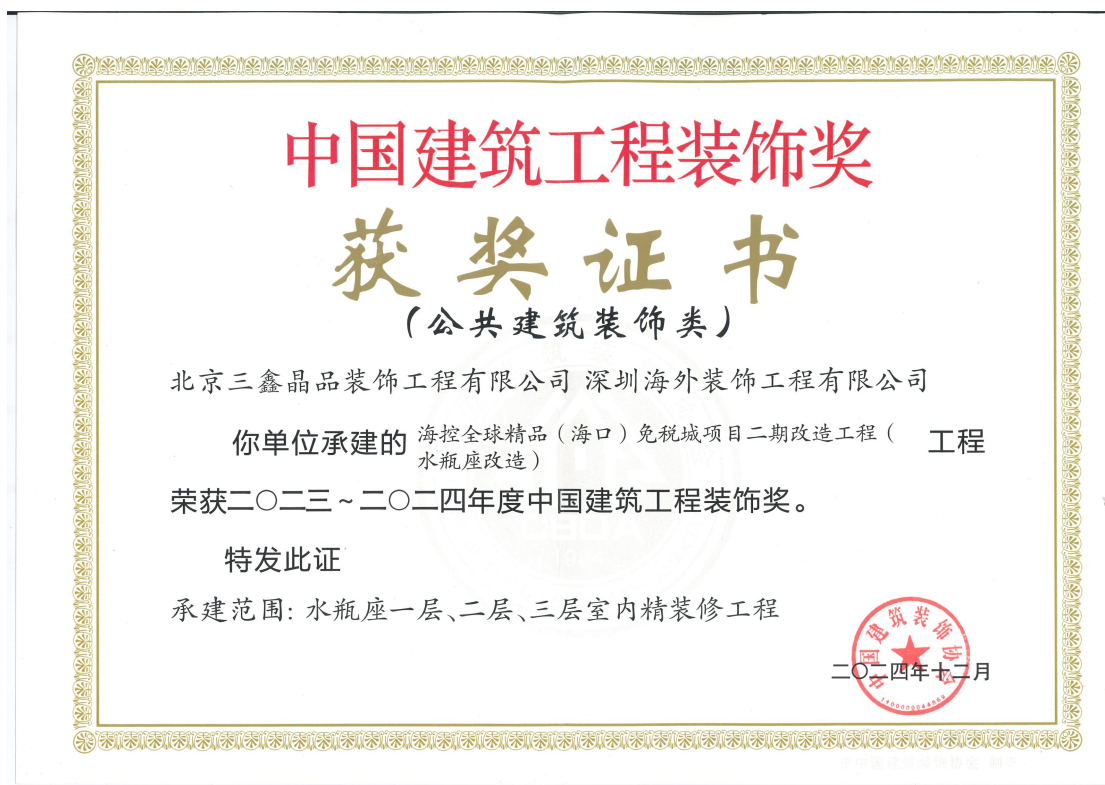 中国建筑工程装饰奖
获奖证书
（公共建筑装饰类）
北京三鑫晶品装饰工程有限公司 深圳海外装饰工程有限公司
你单位承建的 海控全球精品（海口）免税城项目二期改造工程（ 工程
水瓶座改造）
荣获二〇二三~二〇二四年度中国建筑工程装饰奖。
特发此证
承建范围: 水瓶座一层、二层、三层室内精装修工程
中国建筑装饰协会
二〇二四年十二月